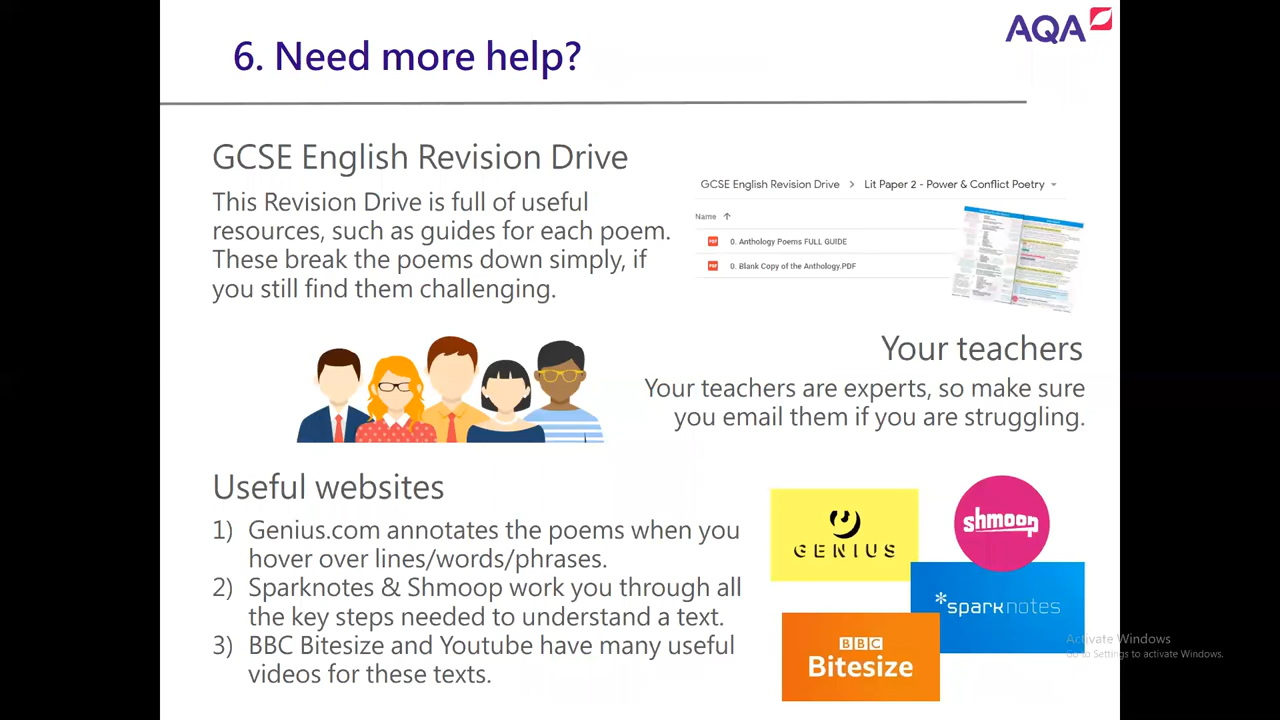 6. Need more help?
AQA
GCSE English Revision Drive
This Revision Drive is full of useful
resources, such as guides for each poem.
These break the poems down simply, if
you still find them challenging.
GCSE English Revision Drive > Lit Paper 2 - Power & Conflict Poetry
Name
PDF 0. Anthology Poems FULL GUIDE
PDF 0. Blank Copy of the Anthology.PDF
Your teachers
Your teachers are experts, so make sure
you email them if you are struggling.
Useful websites
1) Genius.com annotates the poems when you
hover over lines/words/phrases.
2) Sparknotes & Shmoop work you through all
the key steps needed to understand a text.
3) BBC Bitesize and Youtube have many useful
videos for these texts.
GENIUS
shmoop
*sparknotes
BBC
Bitesize
Activate Windows
Go to Settings to activate Windows.